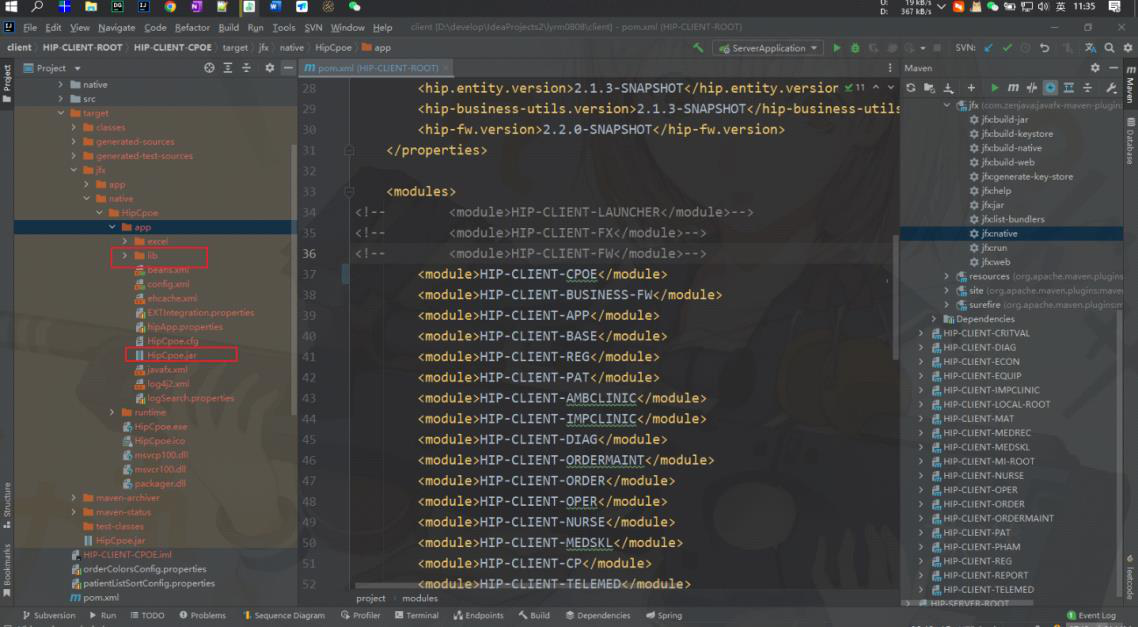 O: 19 kB/s
D: 367 kB/s
英 11:35
File Edit View Navigate Code Refactor Build Run Tools SVN Window Help
client [D:\develop\IdeaProjects2\yrm0808\client] - pom.xml (HIP-CLIENT-ROOT)
client HIP-CLIENT-ROOT HIP-CLIENT-CPOE target jfx native HipCpoe app
ServerApplication
SVN:
Project
native
src
target
classes
generated-sources
generated-test-sources
jfx
app
native
HipCpoe
app
excel
lib
beans.xml
config.xml
ehcache.xml
EXTIntegration.properties
hipApp.properties
HipCpoe.cfg
HipCpoe.jar
javafx.xml
log4j2.xml
logSearch.properties
runtime
HipCpoe.exe
HipCpoe.ico
msvcp100.dll
msvcr100.dll
packager.dll
maven-archiver
maven-status
test-classes
HipCpoe.jar
HIP-CLIENT-CPOE.iml
orderColorsConfig.properties
patientListSortConfig.properties
pom.xml
Project
Structure
Bookmarks
pom.xml (HIP-CLIENT-ROOT)
11
28 <hip.entity.version>2.1.3-SNAPSHOT</hip.entity.version
29 <hip-business-utils.version>2.1.3-SNAPSHOT</hip-business-utils
30 <hip-fw.version>2.2.0-SNAPSHOT</hip-fw.version>
31 </properties>
32
33 <modules>
34 <!-- <module>HIP-CLIENT-LAUNCHER</module>-->
35 <!-- <module>HIP-CLIENT-FX</module>-->
36 <!-- <module>HIP-CLIENT-FW</module>-->
37 <module>HIP-CLIENT-CPOE</module>
38 <module>HIP-CLIENT-BUSINESS-FW</module>
39 <module>HIP-CLIENT-APP</module>
40 <module>HIP-CLIENT-BASE</module>
41 <module>HIP-CLIENT-REG</module>
42 <module>HIP-CLIENT-PAT</module>
43 <module>HIP-CLIENT-AMBCLINIC</module>
44 <module>HIP-CLIENT-IMPCLINIC</module>
45 <module>HIP-CLIENT-DIAG</module>
46 <module>HIP-CLIENT-ORDERMAINT</module>
47 <module>HIP-CLIENT-ORDER</module>
48 <module>HIP-CLIENT-OPER</module>
49 <module>HIP-CLIENT-NURSE</module>
50 <module>HIP-CLIENT-MEDSKL</module>
51 <module>HIP-CLIENT-CP</module>
52 <module>HIP-CLIENT-TELEMED</module>
project modules
Maven
jfx (com.zenjava:javafx-maven-plugin:
jfx:build-jar
jfx:build-keystore
jfx:build-native
jfx:build-web
jfx:generate-key-store
jfx:help
jfx:jar
jfx:list-bundlers
jfx:native
jfx:run
jfx:web
resources (org.apache.maven.plugins
site (org.apache.maven.plugins:maver
surefire (org.apache.maven.plugins:m
Dependencies
HIP-CLIENT-CRITVAL
HIP-CLIENT-DIAG
HIP-CLIENT-ECON
HIP-CLIENT-EQUIP
HIP-CLIENT-IMPCLINIC
HIP-CLIENT-LOCAL-ROOT
HIP-CLIENT-MAT
HIP-CLIENT-MEDREC
HIP-CLIENT-MEDSKL
HIP-CLIENT-MI-ROOT
HIP-CLIENT-NURSE
HIP-CLIENT-OPER
HIP-CLIENT-ORDER
HIP-CLIENT-ORDERMAINT
HIP-CLIENT-PAT
HIP-CLIENT-PHAM
HIP-CLIENT-REG
HIP-CLIENT-REPORT
HIP-CLIENT-TELEMED
HIP-SERVER-ROOT
Maven
Database
leetcode
Subversion Run TODO Problems Sequence Diagram Profiler Terminal Endpoints Build Dependencies Spring
1 Event Log